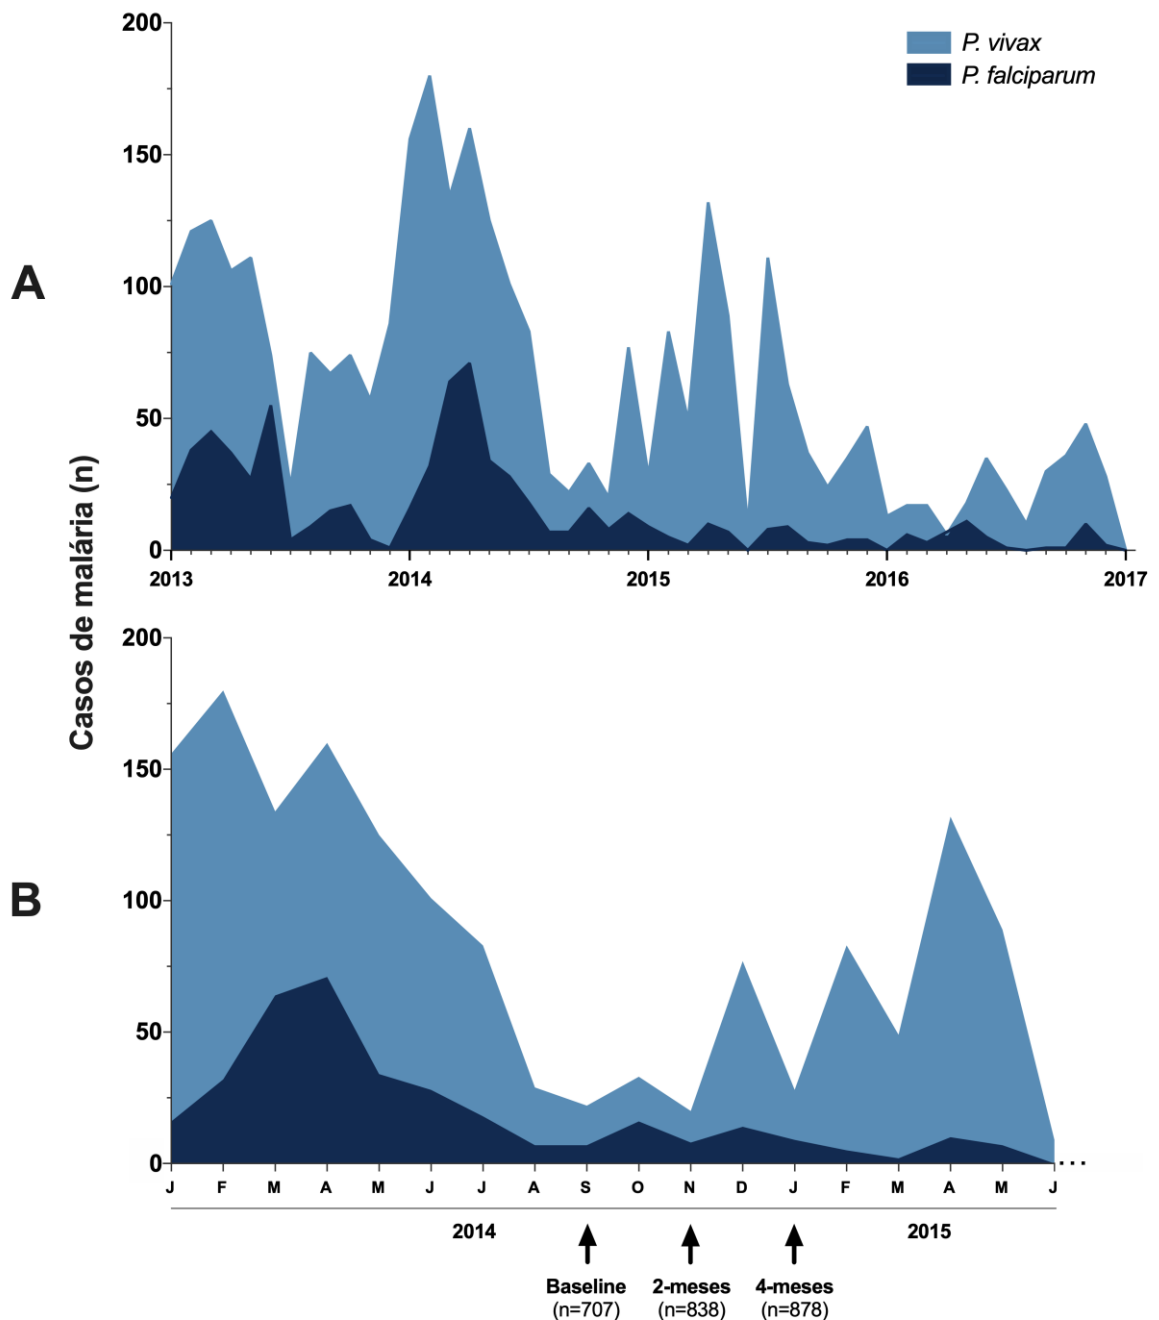 200
150
100
50
0
P. vivax
P. falciparum
A
2013 2014 2015 2016 2017
Casos de malária (n)
200
150
100
50
0
B
J F M A M J J A S O N D J F M A M J
2014 2015
Baseline 2-meses 4-meses
(n=707) (n=838) (n=878)